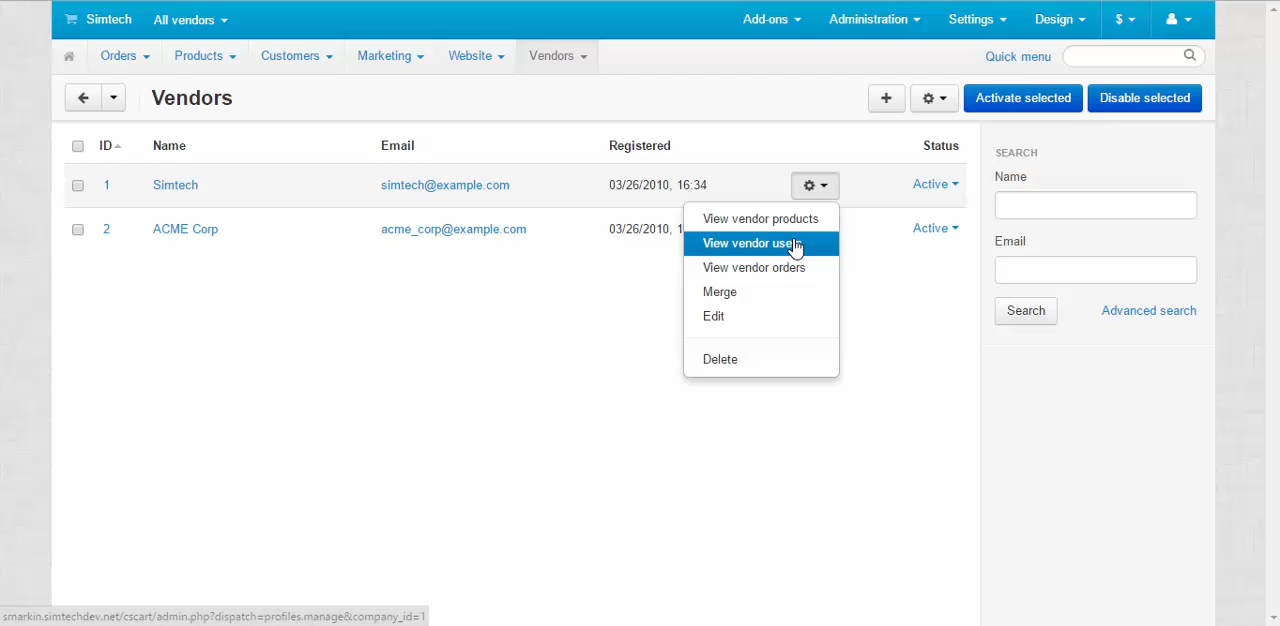 Simtech All vendors Add-ons Administration Settings Design $
Orders Products Customers Marketing Website Vendors Quick menu
Vendors Activate selected Disable selected
ID Name Email Registered Status
1 Simtech simtech@example.com 03/26/2010, 16:34 Active
2 ACME Corp acme_corp@example.com 03/26/2010, 1 Active
View vendor products
View vendor
View vendor orders
Merge
Edit
Delete
SEARCH
Name
Email
Search Advanced search
smarkin.simtechdev.net/cscart/admin.php?dispatch=profiles.manage&company_id=1